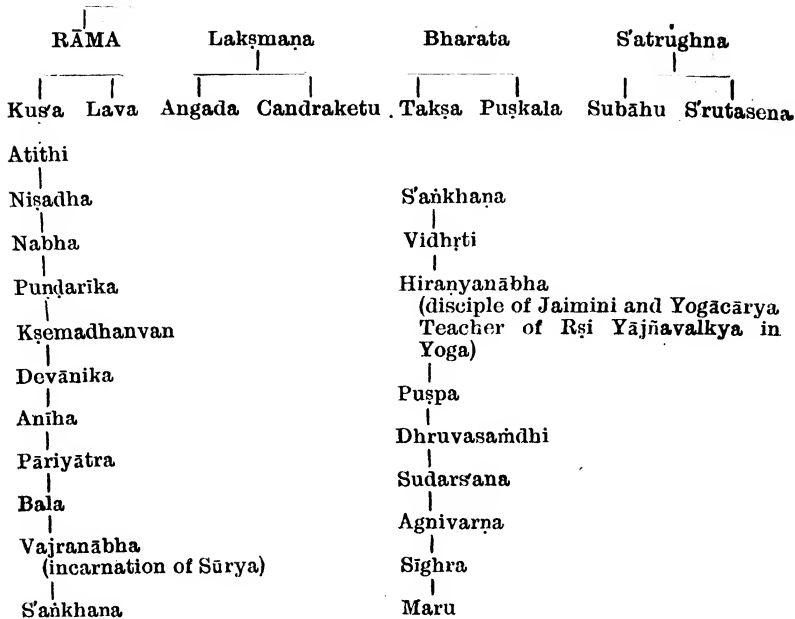 RĀMA Lakṣmaṇa Bharata S'atrughna
Kus'a Lava Angada Candraketu Takṣa Puṣkala Subāhu S'rutasena
Atithi
Niṣadha
Nabha
Puṇḍarīka
Kṣemadhanvan
Devānika
Anīha
Pāriyātra
Bala
Vajranābha
(incarnation of Sūrya)
S'aṅkhana
S'aṅkhaṇa
Vidhṛti
Hiraṇyanābha
(disciple of Jaimini and Yogācārya
Teacher of Rṣi Yājñavalkya in
Yoga)
Puṣpa
Dhruvasaṁdhi
Sudars'ana
Agnivarṇa
Sīghra
Maru